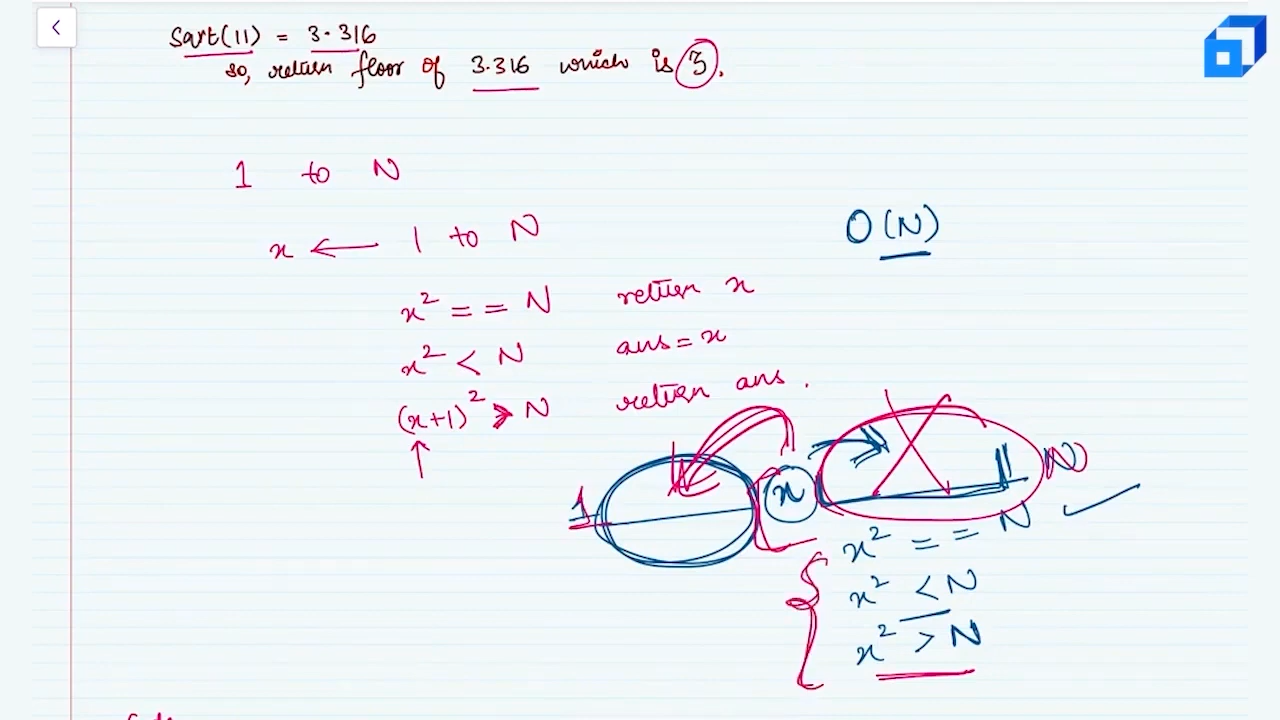 Sqrt(11) = 3.316
so, return floor of 3.316 which is 3.
1 to N
x ← 1 to N
O(N)
x² == N return x
x² < N ans = x
(x+1)² > N return ans.
1 x N
x² == N ✓
x² < N
x² > N